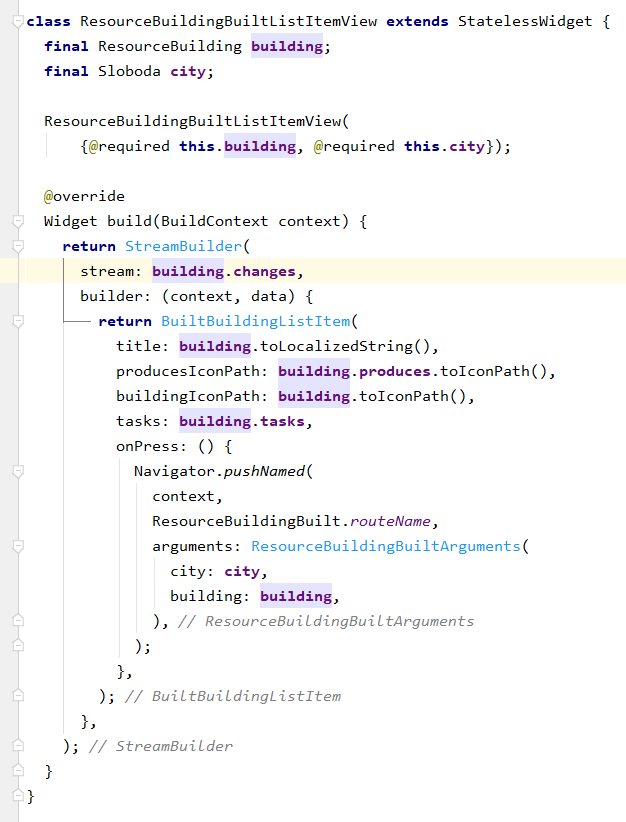 class ResourceBuildingBuiltListItemView extends StatelessWidget {
  final ResourceBuilding building;
  final Sloboda city;

  ResourceBuildingBuiltListItemView(
      {@required this.building, @required this.city});

  @override
  Widget build(BuildContext context) {
    return StreamBuilder(
      stream: building.changes,
      builder: (context, data) {
        return BuiltBuildingListItem(
          title: building.toLocalizedString(),
          producesIconPath: building.produces.toIconPath(),
          buildingIconPath: building.toIconPath(),
          tasks: building.tasks,
          onPress: () {
            Navigator.pushNamed(
              context,
              ResourceBuildingBuilt.routeName,
              arguments: ResourceBuildingBuiltArguments(
                city: city,
                building: building,
              ), // ResourceBuildingBuiltArguments
            );
          },
        ); // BuiltBuildingListItem
      },
    ); // StreamBuilder
  }
}